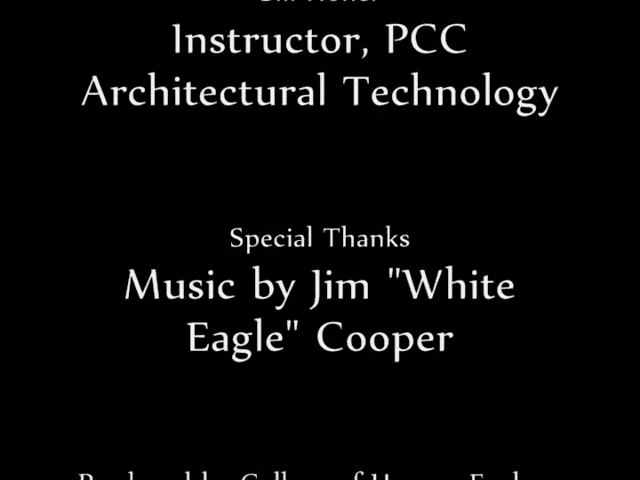 Instructor, PCC
Architectural Technology
Special Thanks
Music by Jim "White
Eagle" Cooper